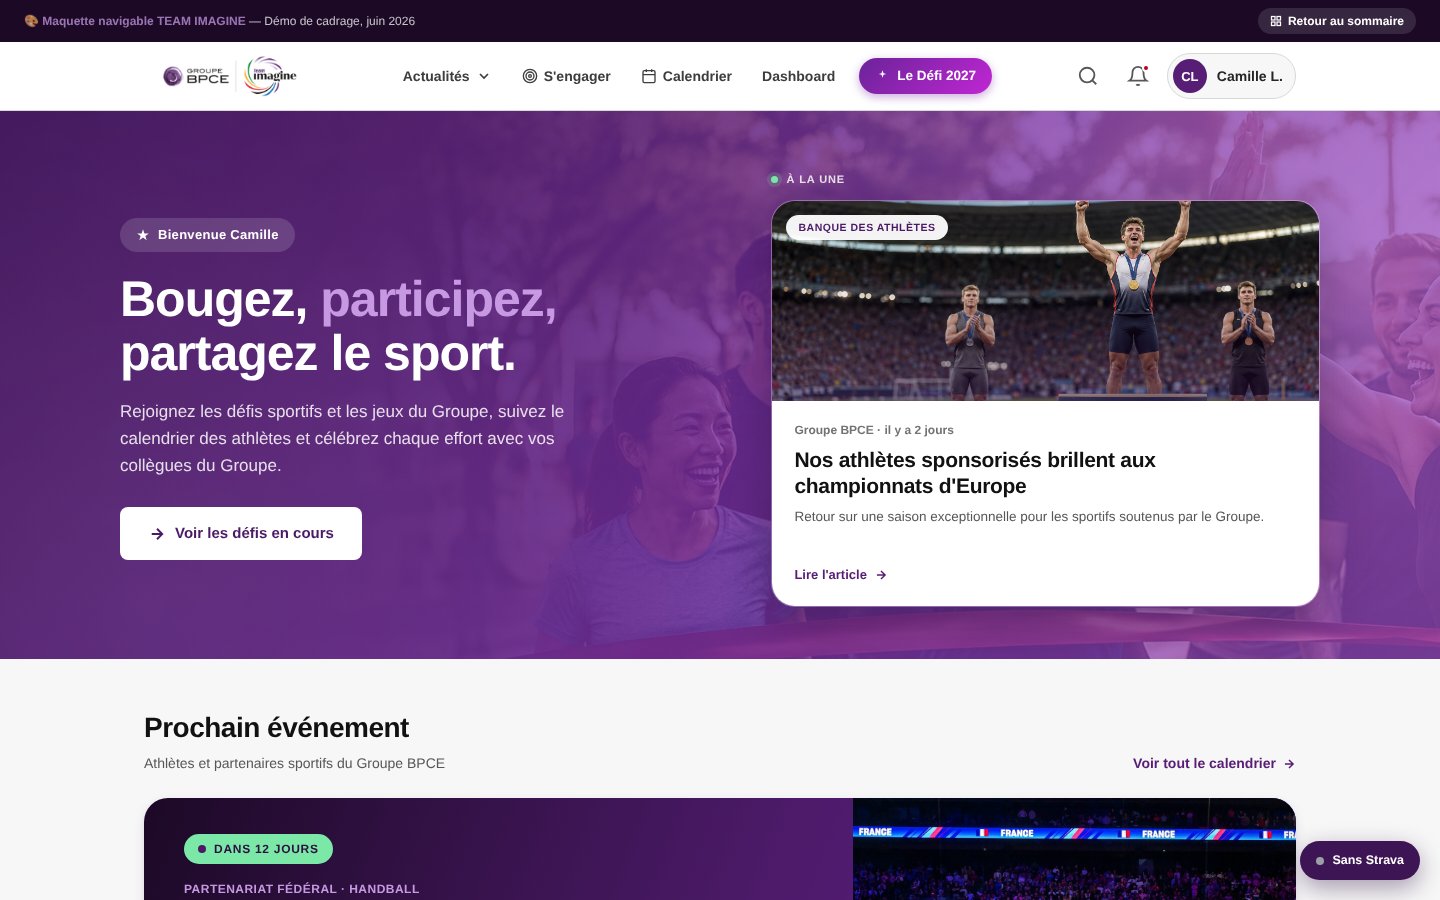 🎨 Maquette navigable TEAM IMAGINE — Démo de cadrage, juin 2026
Retour au sommaire
GROUPE
BPCE
team
imagine
Actualités
S'engager
Calendrier
Dashboard
Le Défi 2027
CL
Camille L.
À LA UNE
BANQUE DES ATHLÈTES
Bienvenue Camille
Bougez, participez,
partagez le sport.
Rejoignez les défis sportifs et les jeux du Groupe, suivez le
calendrier des athlètes et célébrez chaque effort avec vos
collègues du Groupe.
Voir les défis en cours
Groupe BPCE · il y a 2 jours
Nos athlètes sponsorisés brillent aux
championnats d'Europe
Retour sur une saison exceptionnelle pour les sportifs soutenus par le Groupe.
Lire l'article
Prochain événement
Athlètes et partenaires sportifs du Groupe BPCE
Voir tout le calendrier
DANS 12 JOURS
PARTENARIAT FÉDÉRAL · HANDBALL
FRANCE FRANCE FRANCE FRA
Sans Strava